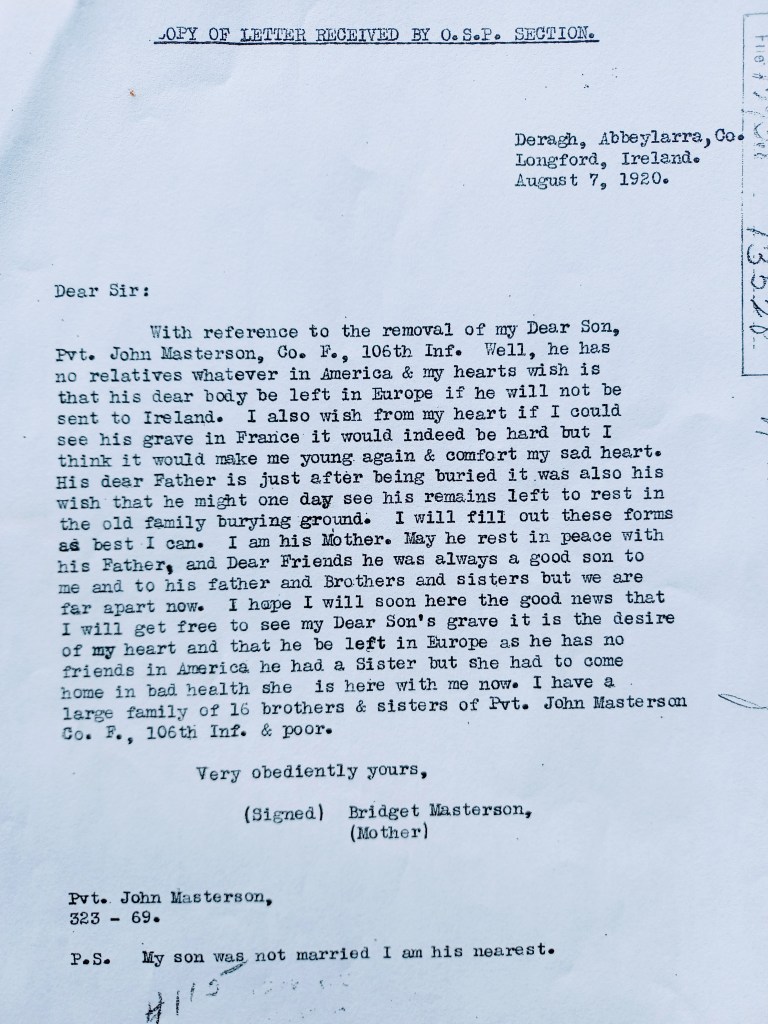 COPY OF LETTER RECEIVED BY O.S.P. SECTION.
Deragh, Abbeylarra, Co.
Longford, Ireland.
August 7, 1920.
Dear Sir:
With reference to the removal of my Dear Son,
Pvt. John Masterson, Co. F., 106th Inf. Well, he has
no relatives whatever in America & my hearts wish is
that his dear body be left in Europe if he will not be
sent to Ireland. I also wish from my heart if I could
see his grave in France it would indeed be hard but I
think it would make me young again & comfort my sad heart.
His dear Father is just after being buried it was also his
wish that he might one day see his remains left to rest in
the old family burying ground. I will fill out these forms
as best I can. I am his Mother. May he rest in peace with
his Father, and Dear Friends he was always a good son to
me and to his father and Brothers and sisters but we are
far apart now. I hope I will soon here the good news that
I will get free to see my Dear Son's grave it is the desire
of my heart and that he be left in Europe as he has no
friends in America he had a Sister but she had to come
home in bad health she is here with me now. I have a
large family of 16 brothers & sisters of Pvt. John Masterson
Co. F., 106th Inf. & poor.
Very obediently yours,
(Signed) Bridget Masterson,
(Mother)
Pvt. John Masterson,
323 - 69.
P.S. My son was not married I am his nearest.
File #